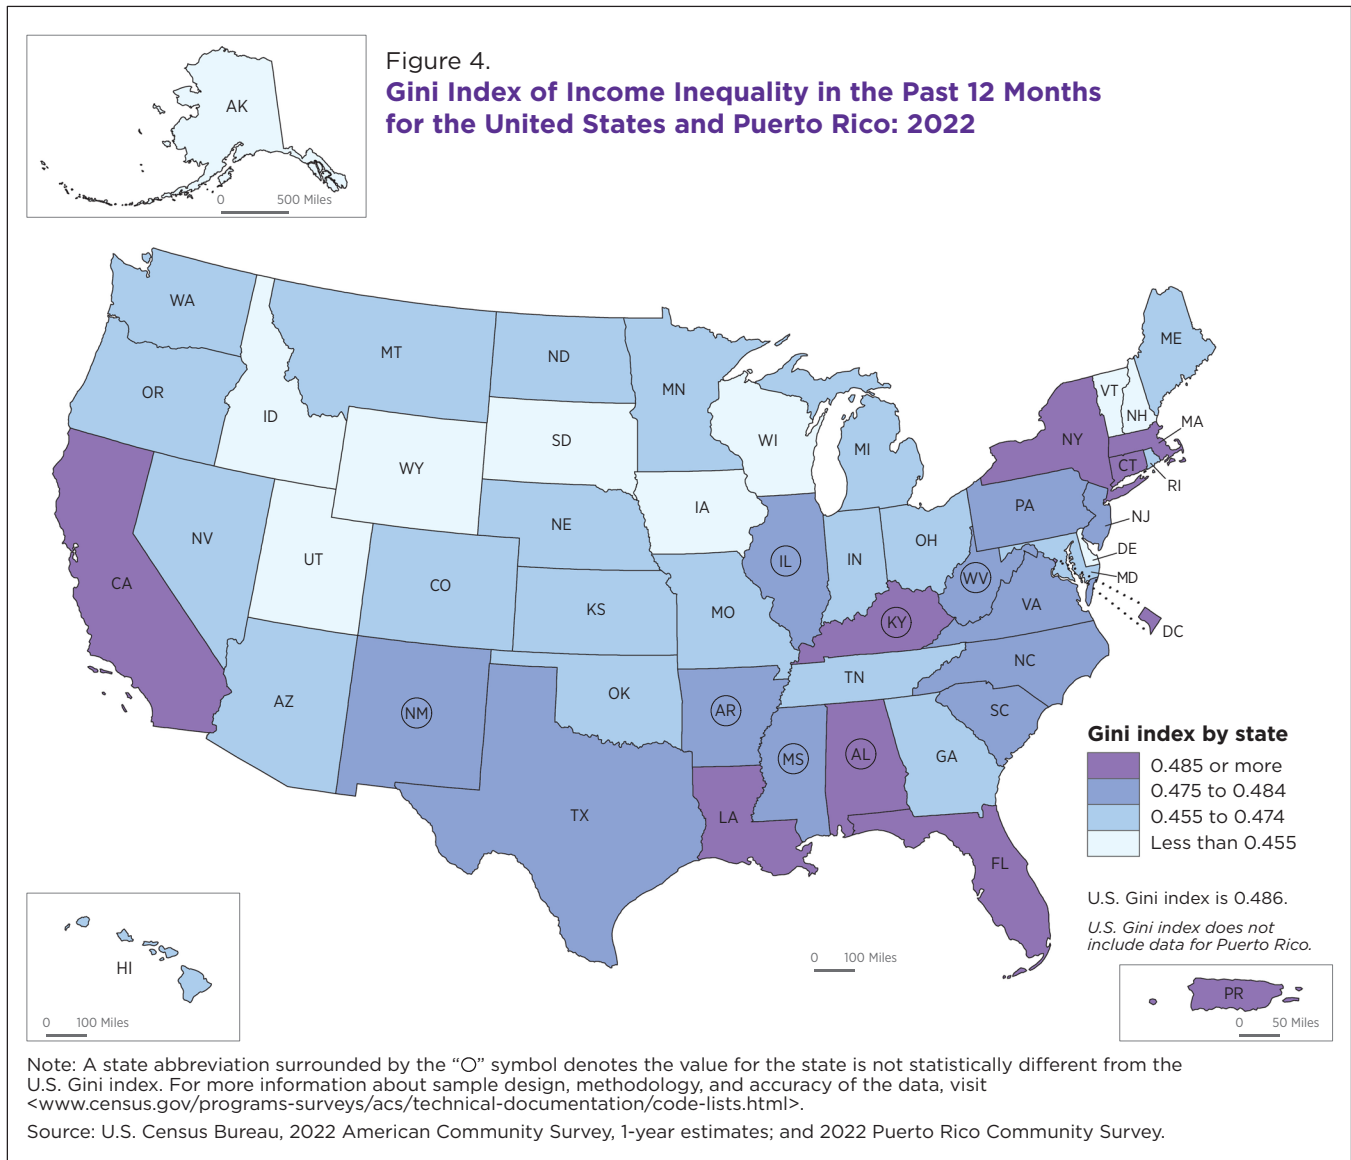 Figure 4.
Gini Index of Income Inequality in the Past 12 Months
for the United States and Puerto Rico: 2022
AK
0 500 Miles
WA
MT
ND
MN
ME
OR
ID
WY
SD
WI
MI
VT
NH
NY
MA
CT
RI
NV
UT
CO
NE
IA
IL
IN
OH
PA
NJ
DE
MD
WV
VA
DC
CA
KS
MO
KY
AZ
NM
OK
AR
TN
NC
SC
TX
LA
MS
AL
GA
FL
Gini index by state
0.485 or more
0.475 to 0.484
0.455 to 0.474
Less than 0.455
U.S. Gini index is 0.486.
U.S. Gini index does not
include data for Puerto Rico.
HI
0 100 Miles
0 100 Miles
PR
0 50 Miles
Note: A state abbreviation surrounded by the “O” symbol denotes the value for the state is not statistically different from the
U.S. Gini index. For more information about sample design, methodology, and accuracy of the data, visit
<www.census.gov/programs-surveys/acs/technical-documentation/code-lists.html>.
Source: U.S. Census Bureau, 2022 American Community Survey, 1-year estimates; and 2022 Puerto Rico Community Survey.